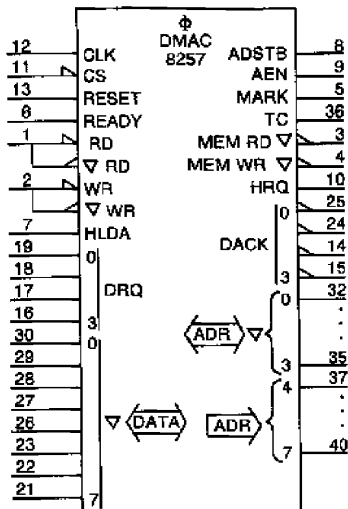 Φ
DMAC
8257
12 CLK
11 CS
13 RESET
6 READY
1 RD
▽ RD
2 WR
▽ WR
7 HLDA
19 0
18
17 DRQ
16 3
30 0
29
28
27
26 ▽ DATA
23
22
21 7
ADSTB 8
AEN 9
MARK 5
TC 36
MEM RD ▽ 3
MEM WR ▽ 4
HRQ 10
0 25
24
DACK 14
3 15
0 32
ADR ▽
3 35
4 37
ADR
7 40